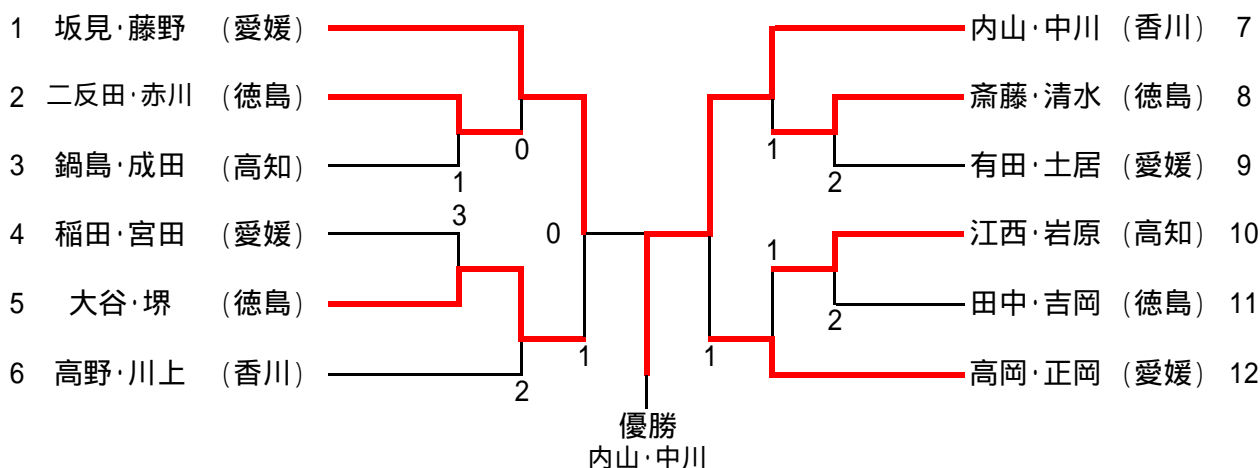 1 坂見・藤野 (愛媛)
2 二反田・赤川 (徳島)
3 鍋島・成田 (高知)
4 稲田・宮田 (愛媛)
5 大谷・堺 (徳島)
6 高野・川上 (香川)
0
1
3
0
1
2
内山・中川 (香川) 7
斎藤・清水 (徳島) 8
有田・土居 (愛媛) 9
江西・岩原 (高知) 10
田中・吉岡 (徳島) 11
高岡・正岡 (愛媛) 12
1
2
1
2
1
優勝
内山・中川